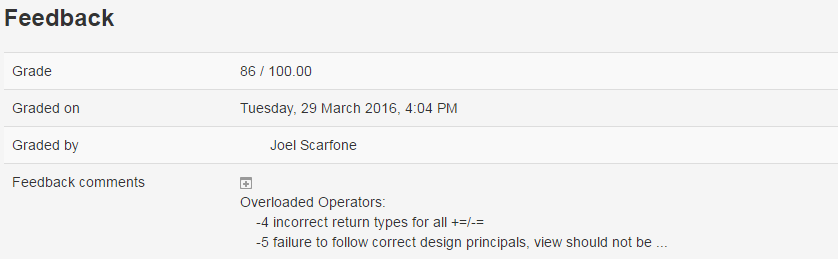 Feedback
Grade 86 / 100.00
Graded on Tuesday, 29 March 2016, 4:04 PM
Graded by Joel Scarfone
Feedback comments
Overloaded Operators:
-4 incorrect return types for all +=/-=
-5 failure to follow correct design principals, view should not be ...